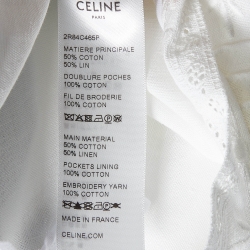 CELINE
PARIS
2R84C465F
MATIERE PRINCIPALE
50% COTON
50% LIN
DOUBLURE POCHES
100% COTON
FIL DE BRODERIE
100% COTON
MAIN MATERIAL
50% COTTON
50% LINEN
POCKETS LINING
100% COTTON
EMBROIDERY YARN
100% COTTON
MADE IN FRANCE
CELINE.COM